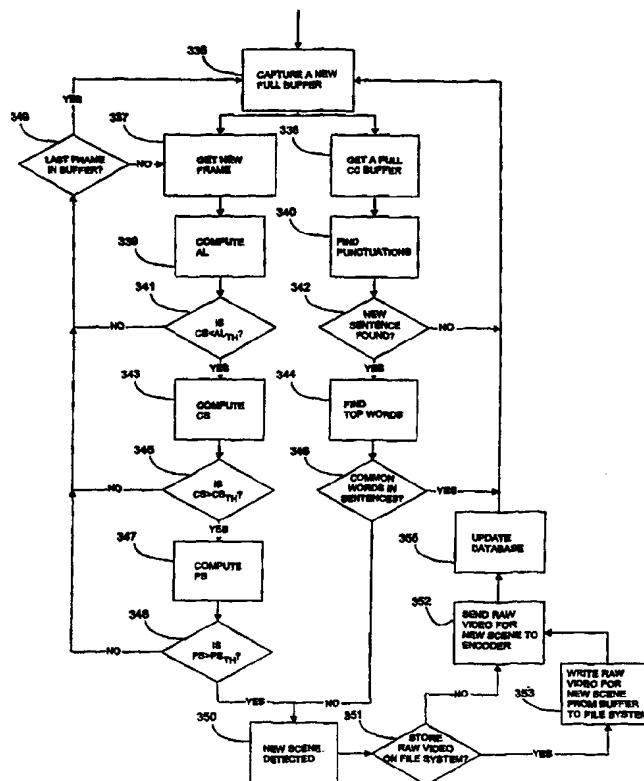 336
CAPTURE A NEW
FULL BUFFER
YES
349
LAST FRAME
IN BUFFER?
NO
337
GET NEW
FRAME
338
GET A FULL
CC BUFFER
339
COMPUTE
AL
340
FIND
PUNCTUATIONS
341
IS
CS<ALTH?
NO
YES
342
NEW
SENTENCE
FOUND?
NO
YES
343
COMPUTE
CS
344
FIND
TOP WORDS
345
IS
CS>CSTH?
NO
YES
346
COMMON
WORDS IN
SENTENCES?
YES
NO
347
COMPUTE
PS
348
IS
PS>PSTH?
NO
YES
355
UPDATE
DATABASE
352
SEND RAW
VIDEO FOR
NEW SCENE TO
ENCODER
353
WRITE RAW
VIDEO FOR
NEW SCENE
FROM BUFFER
TO FILE SYSTEM
350
NEW SCENE
DETECTED
351
STORE
RAW VIDEO
ON FILE SYSTEM?
NO
YES